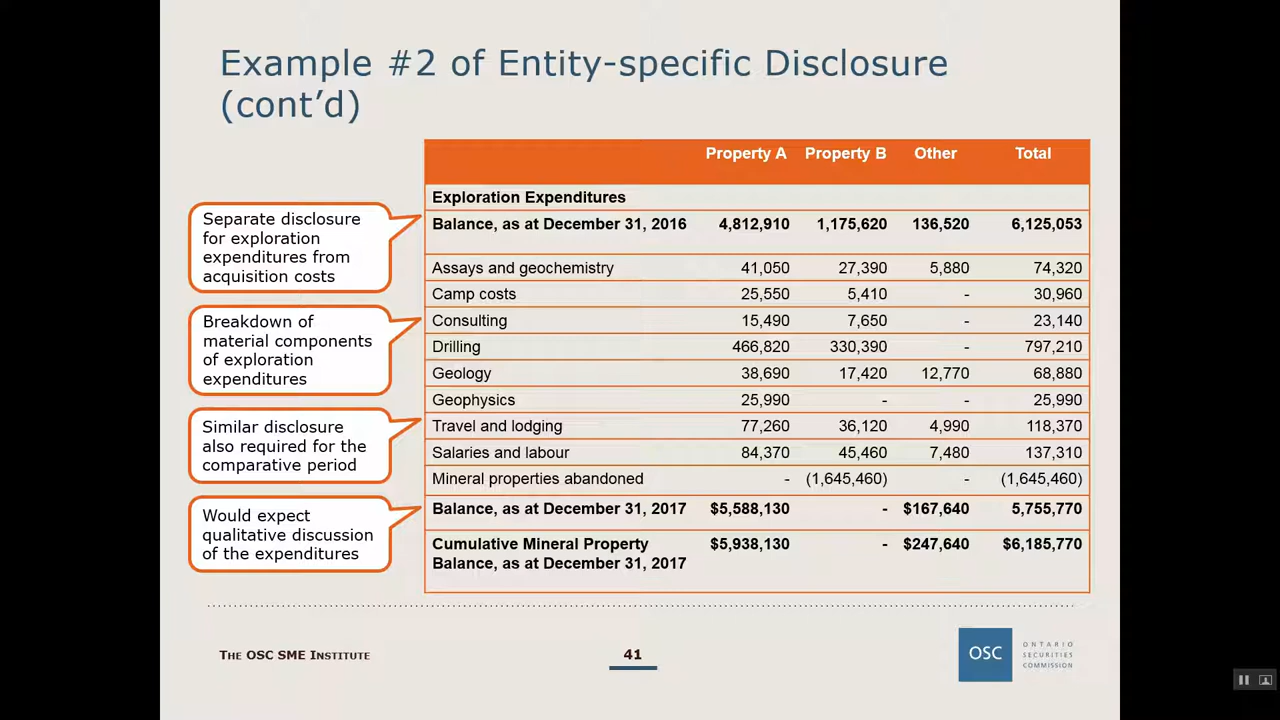 Example #2 of Entity-specific Disclosure
(cont’d)
Property A Property B Other Total
Exploration Expenditures
Balance, as at December 31, 2016 4,812,910 1,175,620 136,520 6,125,053
Assays and geochemistry 41,050 27,390 5,880 74,320
Camp costs 25,550 5,410 - 30,960
Consulting 15,490 7,650 - 23,140
Drilling 466,820 330,390 - 797,210
Geology 38,690 17,420 12,770 68,880
Geophysics 25,990 - - 25,990
Travel and lodging 77,260 36,120 4,990 118,370
Salaries and labour 84,370 45,460 7,480 137,310
Mineral properties abandoned - (1,645,460) - (1,645,460)
Balance, as at December 31, 2017 $5,588,130 - $167,640 5,755,770
Cumulative Mineral Property $5,938,130 - $247,640 $6,185,770
Balance, as at December 31, 2017
Separate disclosure
for exploration
expenditures from
acquisition costs
Breakdown of
material components
of exploration
expenditures
Similar disclosure
also required for the
comparative period
Would expect
qualitative discussion
of the expenditures
THE OSC SME INSTITUTE
41
OSC
ONTARIO
SECURITIES
COMMISSION